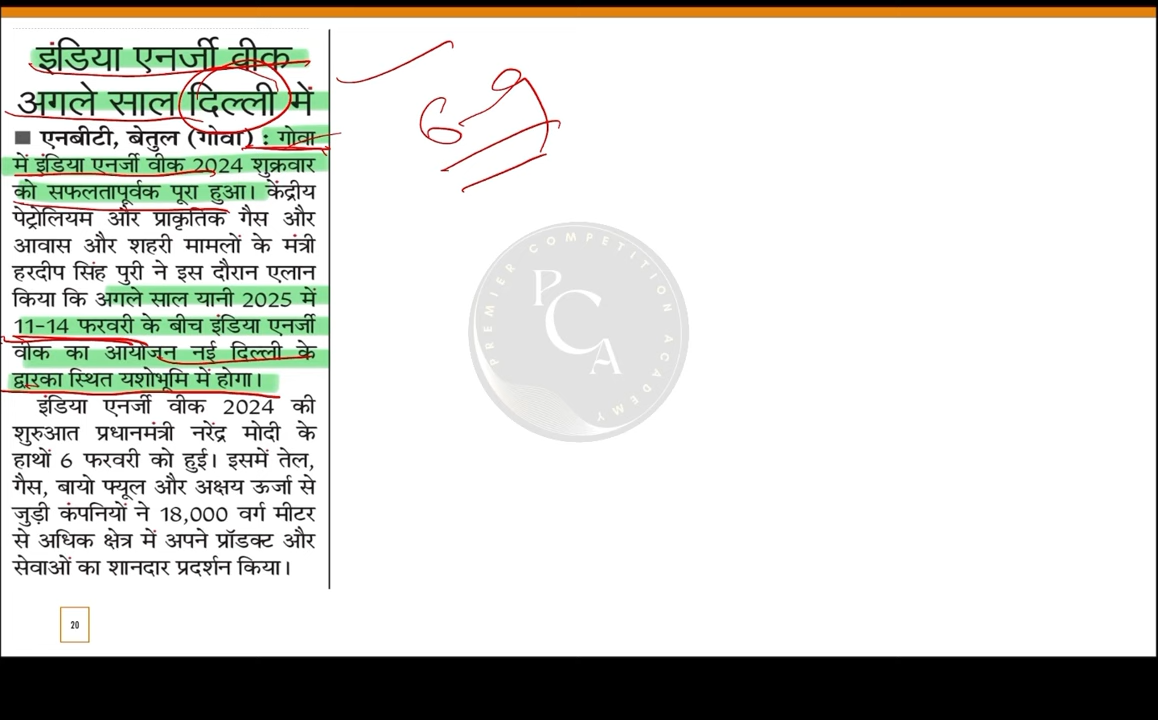 इंडिया एनर्जी वीक
अगले साल दिल्ली में
■ एनबीटी, बेतुल (गोवा) : गोवा
में इंडिया एनर्जी वीक 2024 शुक्रवार
को सफलतापूर्वक पूरा हुआ। केंद्रीय
पेट्रोलियम और प्राकृतिक गैस और
आवास और शहरी मामलों के मंत्री
हरदीप सिंह पुरी ने इस दौरान एलान
किया कि अगले साल यानी 2025 में
11-14 फरवरी के बीच इंडिया एनर्जी
वीक का आयोजन नई दिल्ली के
द्वारका स्थित यशोभूमि में होगा।
इंडिया एनर्जी वीक 2024 की
शुरुआत प्रधानमंत्री नरेंद्र मोदी के
हाथों 6 फरवरी को हुई। इसमें तेल,
गैस, बायो फ्यूल और अक्षय ऊर्जा से
जुड़ी कंपनियों ने 18,000 वर्ग मीटर
से अधिक क्षेत्र में अपने प्रॉडक्ट और
सेवाओं का शानदार प्रदर्शन किया।
6-9
PREMIER COMPETITION ACADEMY
PCA
20